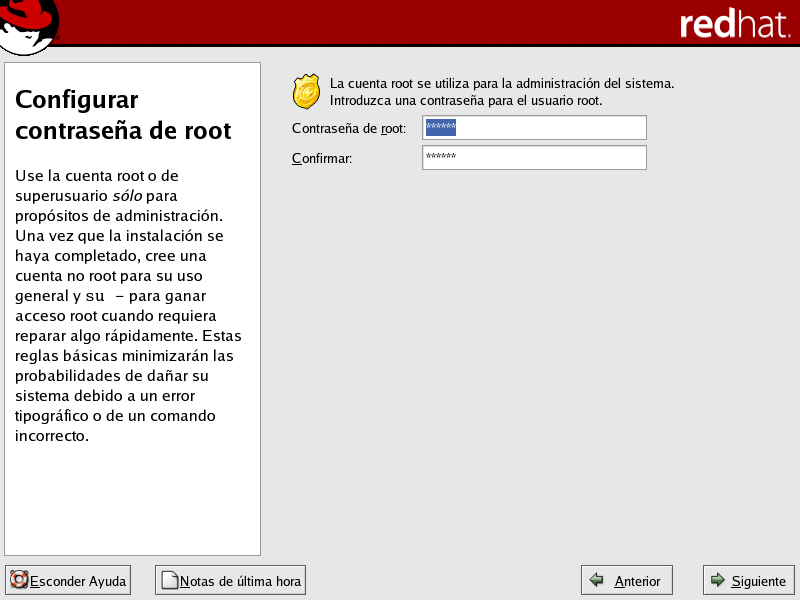 redhat.
Configurar
contraseña de root
Use la cuenta root o de
superusuario sólo para
propósitos de administración.
Una vez que la instalación se
haya completado, cree una
cuenta no root para su uso
general y su - para ganar
acceso root cuando requiera
reparar algo rápidamente. Estas
reglas básicas minimizarán las
probabilidades de dañar su
sistema debido a un error
tipográfico o de un comando
incorrecto.
La cuenta root se utiliza para la administración del sistema.
Introduzca una contraseña para el usuario root.
Contraseña de root: ******
Confirmar: ******
Esconder Ayuda
Notas de última hora
Anterior
Siguiente